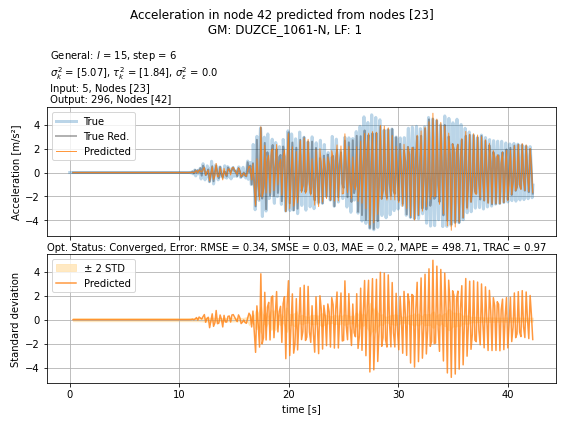 Acceleration in node 42 predicted from nodes [23]
GM: DUZCE_1061-N, LF: 1
General: l = 15, step = 6
σ²ₖ = [5.07], τ²ₖ = [1.84], σ²ε = 0.0
Input: 5, Nodes [23]
Output: 296, Nodes [42]
Acceleration [m/s²]
4
2
0
−2
−4
True
True Red.
Predicted
Opt. Status: Converged, Error: RMSE = 0.34, SMSE = 0.03, MAE = 0.2, MAPE = 498.71, TRAC = 0.97
Standard deviation
4
2
0
−2
−4
± 2 STD
Predicted
0 10 20 30 40
time [s]